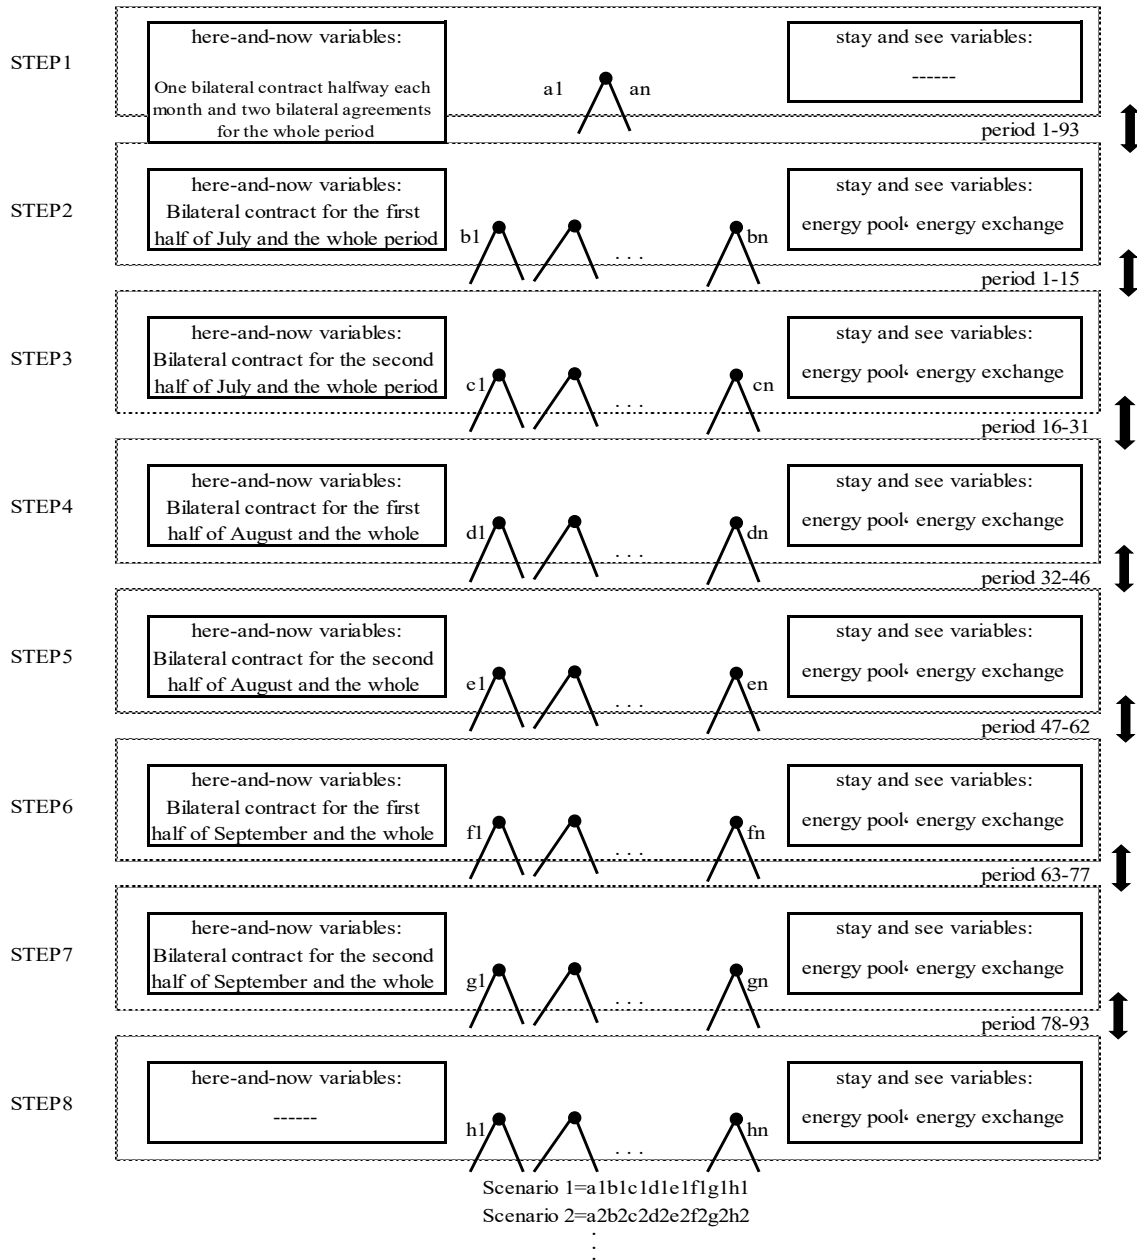 STEP1
here-and-now variables:
One bilateral contract halfway each
month and two bilateral agreements
for the whole period
a1
an
stay and see variables:
------
period 1-93
STEP2
here-and-now variables:
Bilateral contract for the first
half of July and the whole period
b1
. . .
bn
stay and see variables:
energy pool، energy exchange
period 1-15
STEP3
here-and-now variables:
Bilateral contract for the second
half of July and the whole period
c1
. . .
cn
stay and see variables:
energy pool، energy exchange
period 16-31
STEP4
here-and-now variables:
Bilateral contract for the first
half of August and the whole
d1
. . .
dn
stay and see variables:
energy pool، energy exchange
period 32-46
STEP5
here-and-now variables:
Bilateral contract for the second
half of August and the whole
e1
. . .
en
stay and see variables:
energy pool، energy exchange
period 47-62
STEP6
here-and-now variables:
Bilateral contract for the first
half of September and the whole
f1
. . .
fn
stay and see variables:
energy pool، energy exchange
period 63-77
STEP7
here-and-now variables:
Bilateral contract for the second
half of September and the whole
g1
. . .
gn
stay and see variables:
energy pool، energy exchange
period 78-93
STEP8
here-and-now variables:
------
h1
. . .
hn
stay and see variables:
energy pool، energy exchange
Scenario 1=a1b1c1d1e1f1g1h1
Scenario 2=a2b2c2d2e2f2g2h2